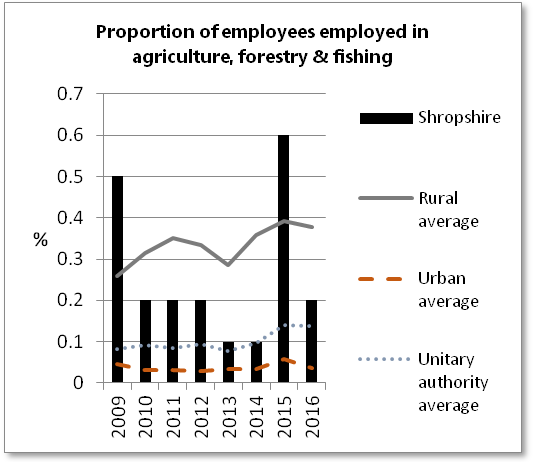 Proportion of employees employed in
agriculture, forestry & fishing
0.7
0.6
0.5
0.4
0.3
0.2
0.1
0
%
2009
2010
2011
2012
2013
2014
2015
2016
Shropshire
Rural
average
Urban
average
Unitary
authority
average